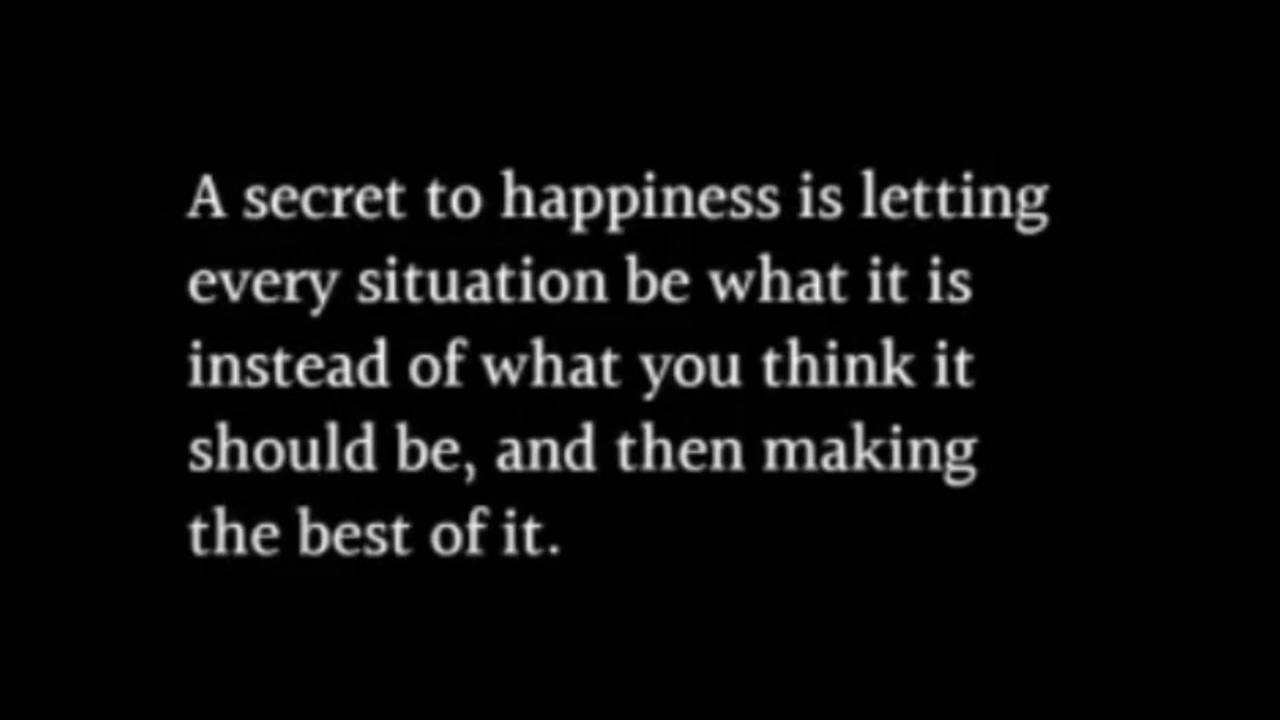 A secret to happiness is letting
every situation be what it is
instead of what you think it
should be, and then making
the best of it.